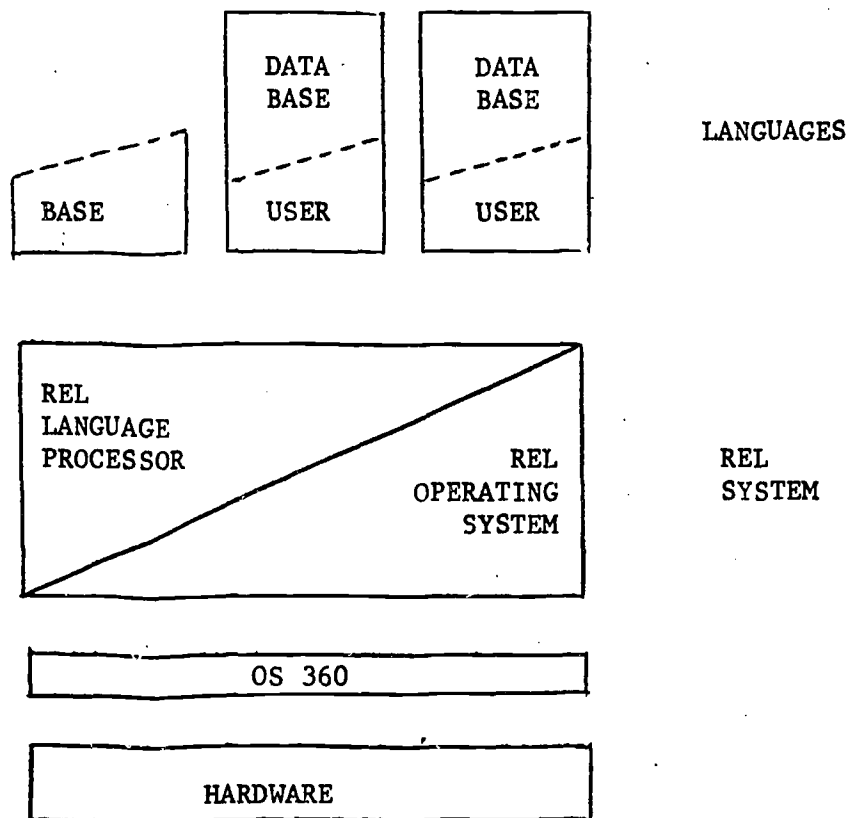 DATA
BASE
DATA
BASE
LANGUAGES
BASE
USER
USER
REL
LANGUAGE
PROCESSOR
REL
OPERATING
SYSTEM
REL
SYSTEM
OS 360
HARDWARE